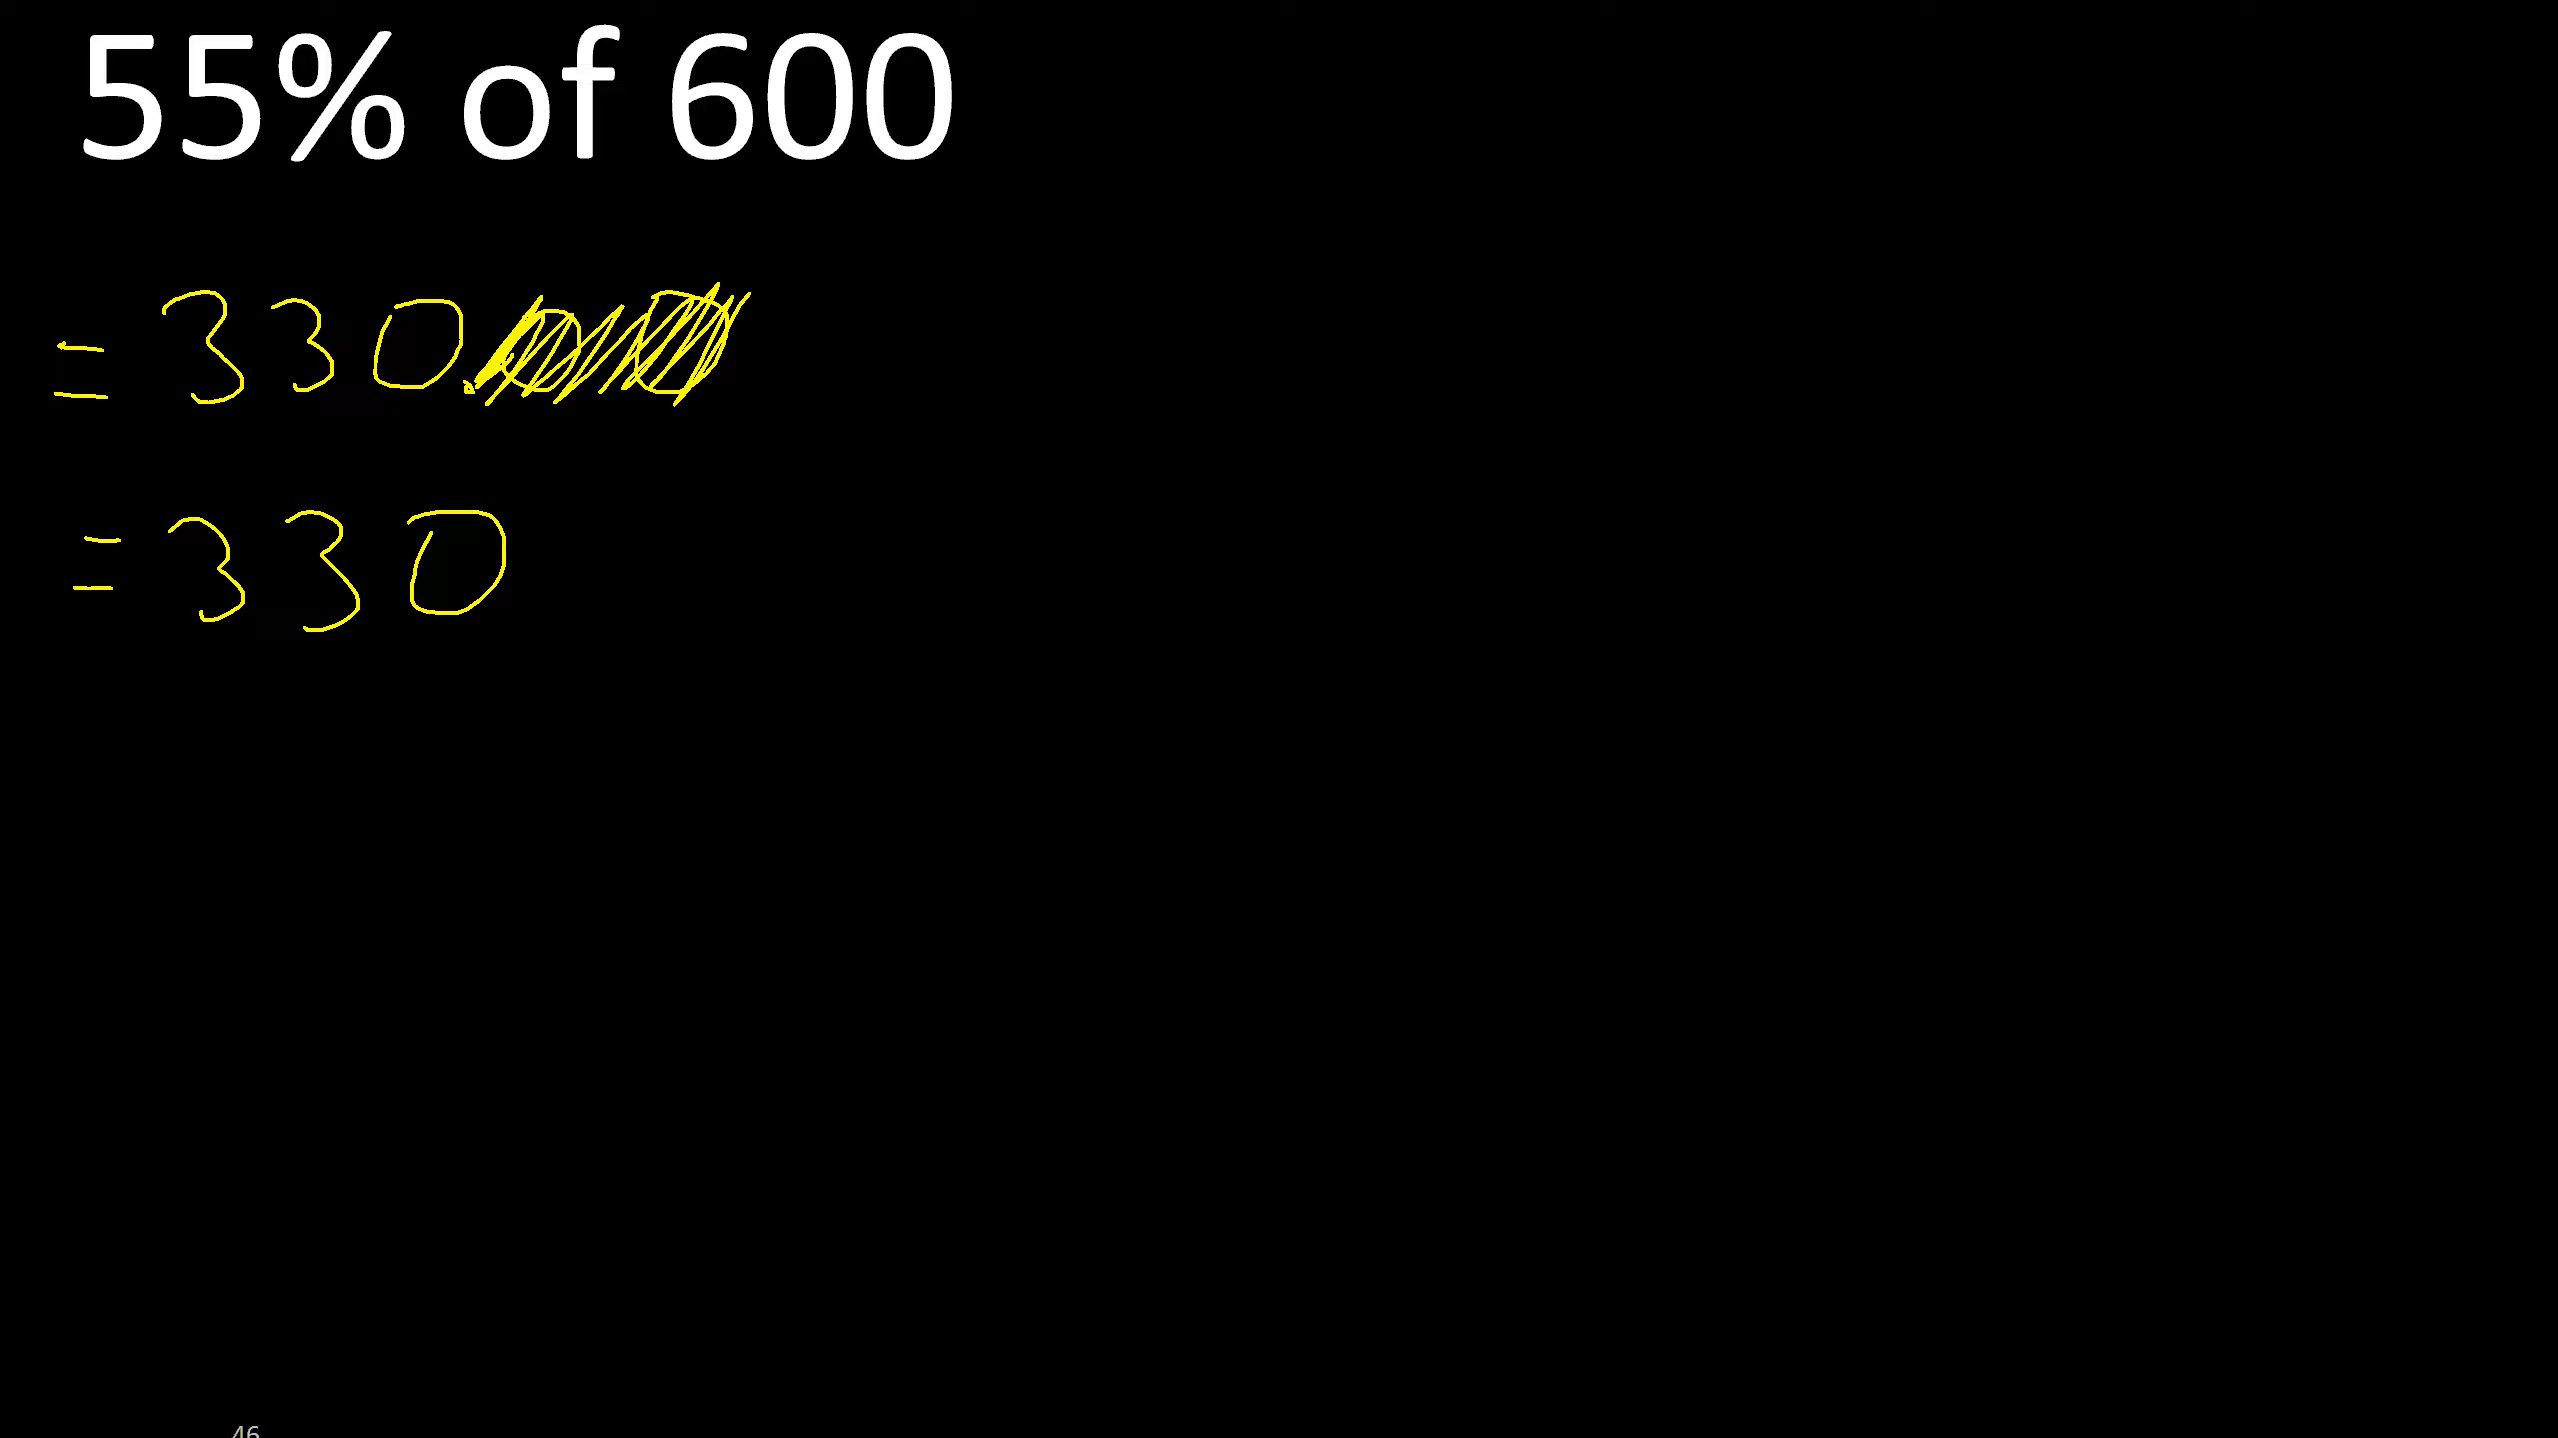 55% of 600
= 330.
= 330
46